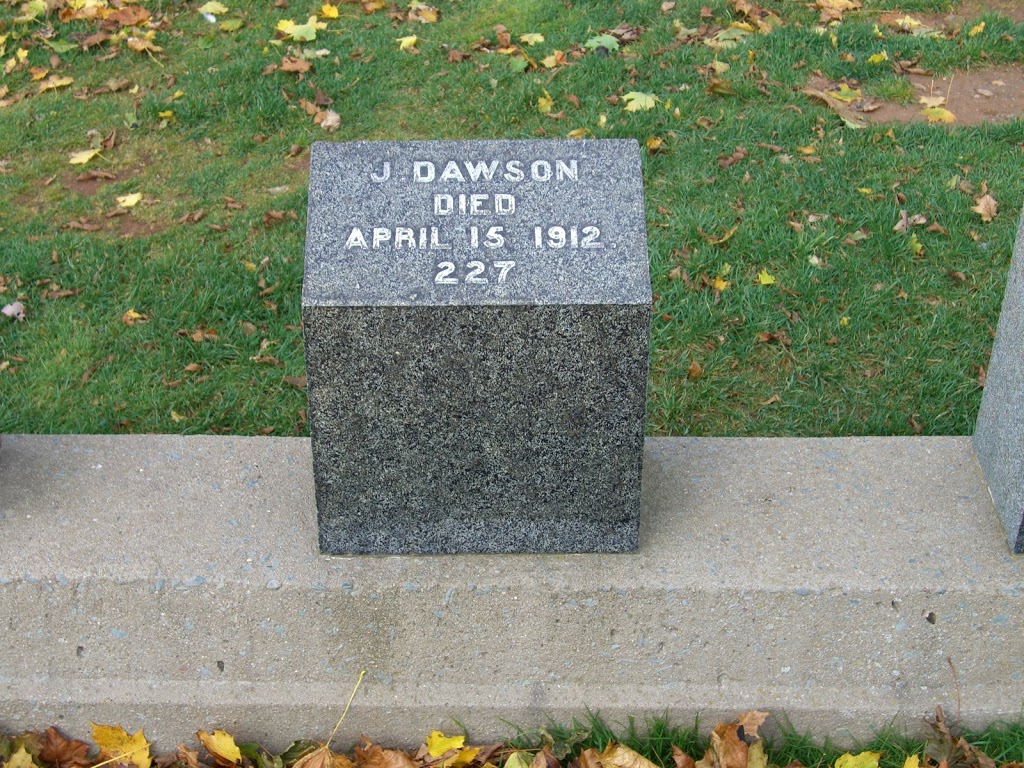 J. DAWSON
DIED
APRIL 15 1912.
227